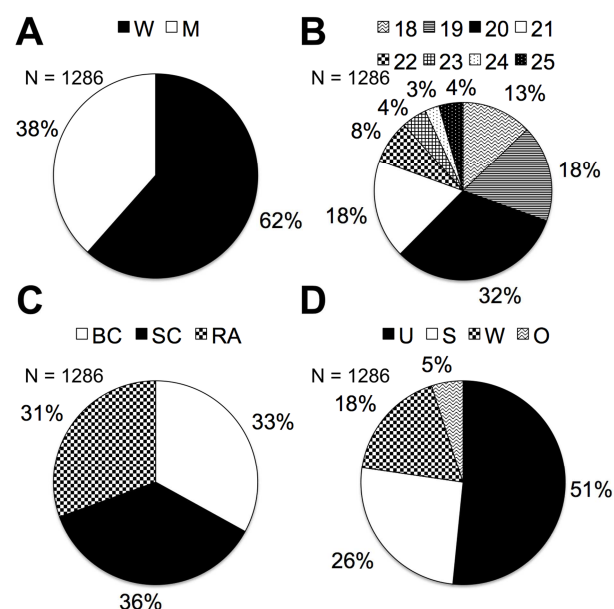 A
W M
N = 1286
38%
62%
B
18 19 20 21
22 23 24 25
N = 1286
3% 4%
4% 13%
8%
18%
18%
32%
C
BC SC RA
N = 1286
31%
33%
36%
D
U S W O
N = 1286
5%
18%
51%
26%